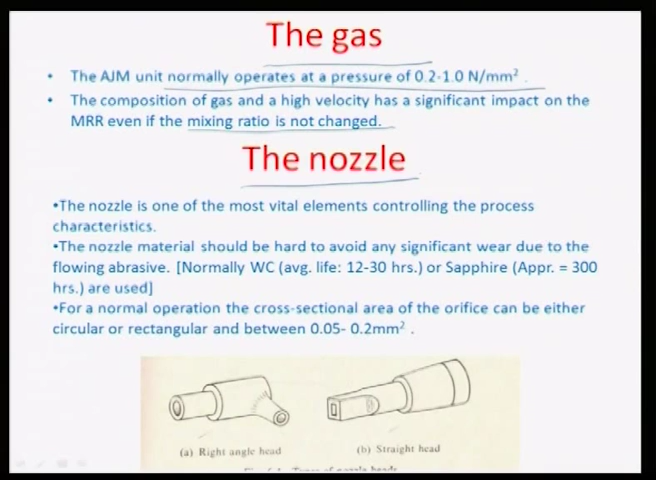 The gas
• The AJM unit normally operates at a pressure of 0.2-1.0 N/mm² .
• The composition of gas and a high velocity has a significant impact on the
MRR even if the mixing ratio is not changed.
The nozzle
•The nozzle is one of the most vital elements controlling the process
characteristics.
•The nozzle material should be hard to avoid any significant wear due to the
flowing abrasive. [Normally WC (avg. life: 12-30 hrs.) or Sapphire (Appr. = 300
hrs.) are used]
•For a normal operation the cross-sectional area of the orifice can be either
circular or rectangular and between 0.05- 0.2mm² .
(a) Right angle head (b) Straight head
Types of nozzle heads